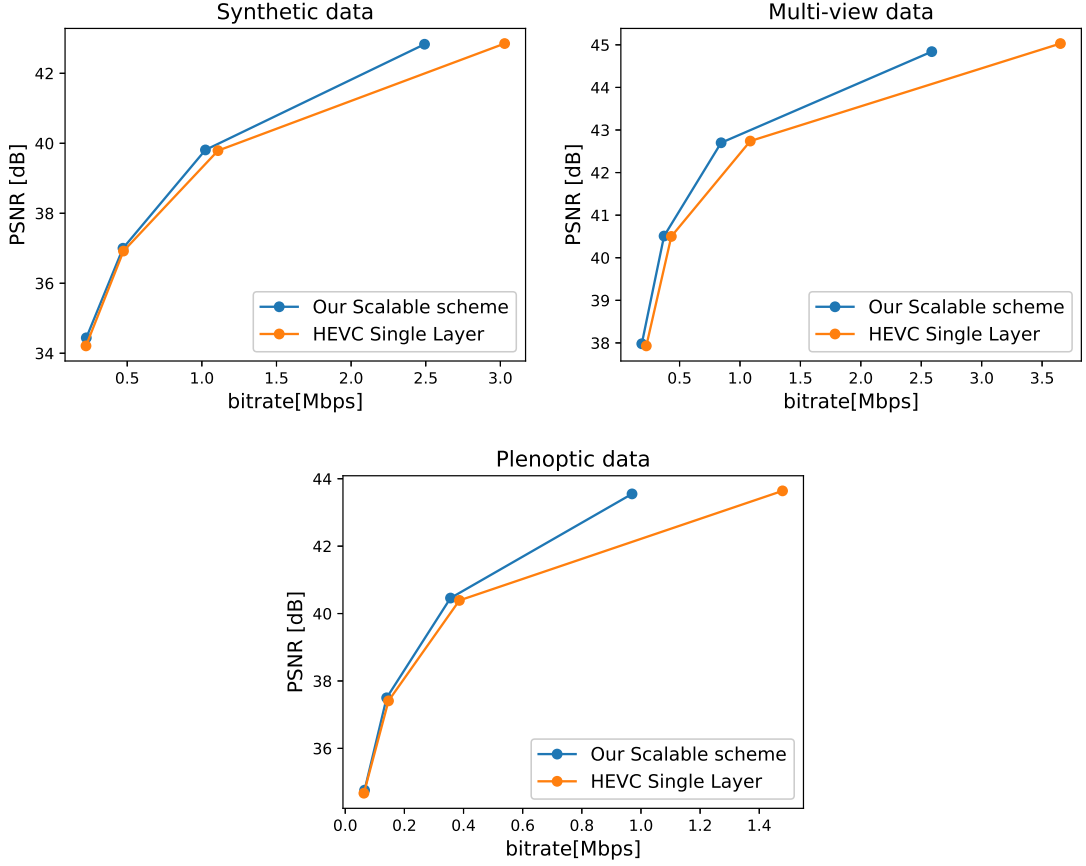 Synthetic data
PSNR [dB]
42
40
38
36
34
0.5 1.0 1.5 2.0 2.5 3.0
bitrate[Mbps]
Our Scalable scheme
HEVC Single Layer
Multi-view data
PSNR [dB]
45
44
43
42
41
40
39
38
0.5 1.0 1.5 2.0 2.5 3.0 3.5
bitrate[Mbps]
Our Scalable scheme
HEVC Single Layer
Plenoptic data
PSNR [dB]
44
42
40
38
36
0.0 0.2 0.4 0.6 0.8 1.0 1.2 1.4
bitrate[Mbps]
Our Scalable scheme
HEVC Single Layer